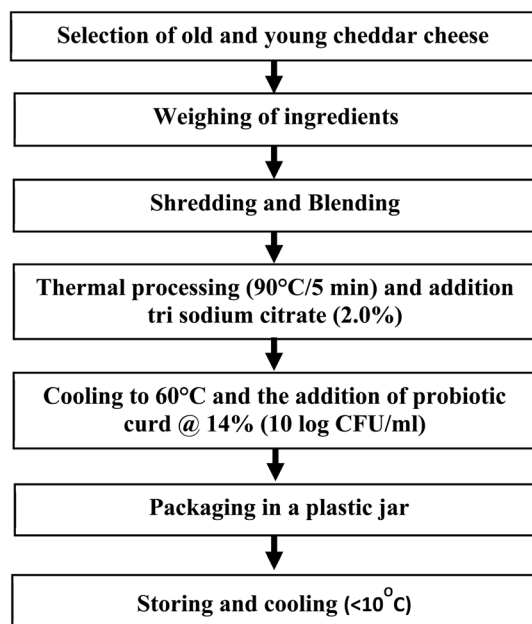 Selection of old and young cheddar cheese
Weighing of ingredients
Shredding and Blending
Thermal processing (90°C/5 min) and addition
tri sodium citrate (2.0%)
Cooling to 60°C and the addition of probiotic
curd @ 14% (10 log CFU/ml)
Packaging in a plastic jar
Storing and cooling (<10°C)